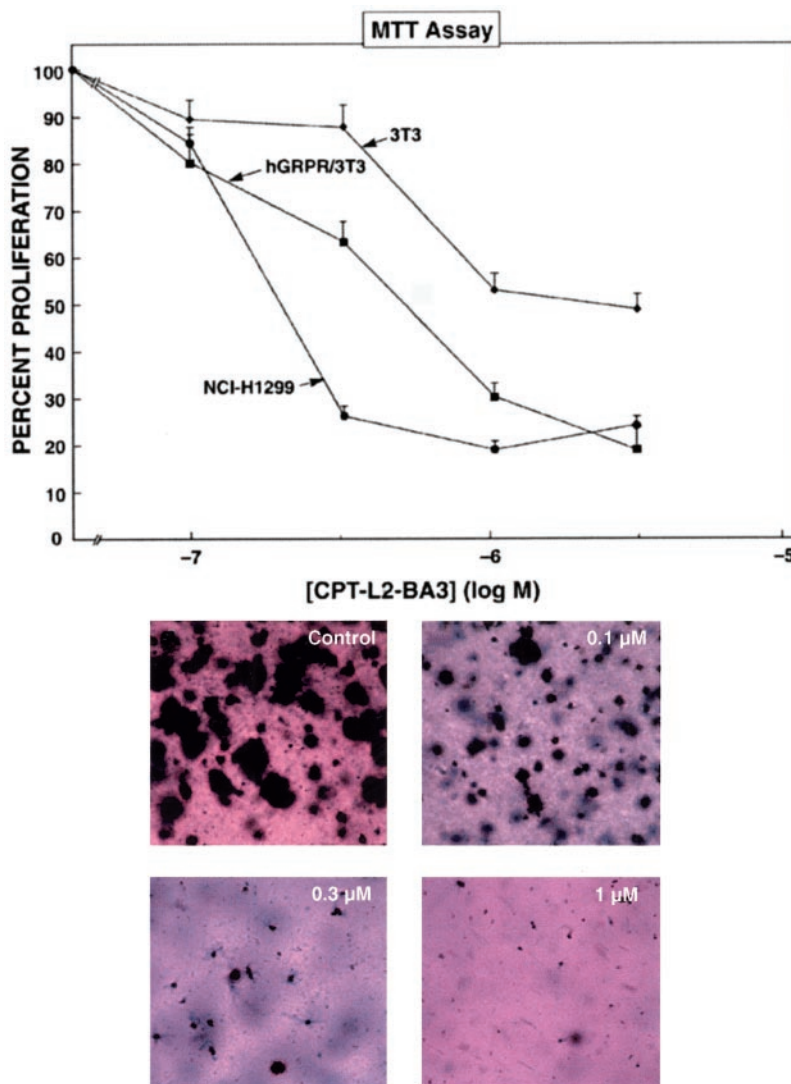 MTT Assay
PERCENT PROLIFERATION
100
90
80
70
60
50
40
30
20
10
0
3T3
hGRPR/3T3
NCI-H1299
–7
–6
–5
[CPT-L2-BA3] (log M)
Control
0.1 µM
0.3 µM
1 µM